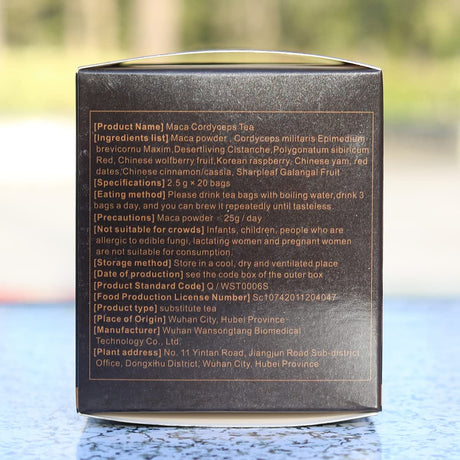 [Product Name] Maca Cordyceps Tea
[Ingredients list] Maca powder , Cordyceps militaris Epimedium
brevicornu Maxim,Desertliving Cistanche,Polygonatum sibiricum
Red, Chinese wolfberry fruit,Korean raspberry, Chinese yam, red
dates,Chinese cinnamon/cassia, Sharpleaf Galangal Fruit
[Specifications] 2.5 g × 20 bags
[Eating method] Please drink tea bags with boiling water,drink 3
bags a day, and you can brew it repeatedly until tasteless.
[Precautions] Maca powder <25g / day
[Not suitable for crowds] Infants, children, people who are
allergic to edible fungi, lactating women and pregnant women
are not suitable for consumption.
[Storage method] Store in a cool, dry and ventilated place
[Date of production] see the code box of the outer box
[Product Standard Code] Q / WST0006S
[Food Production License Number] Sc10742011204047
[Product type] substitute tea
[Place of Origin] Wuhan City, Hubei Province
[Manufacturer] Wuhan Wansongtang Biomedical
Technology Co., Ltd.
[Plant address] No. 11 Yintan Road, Jiangjun Road Sub-district
Office, Dongxihu District, Wuhan City, Hubei Province